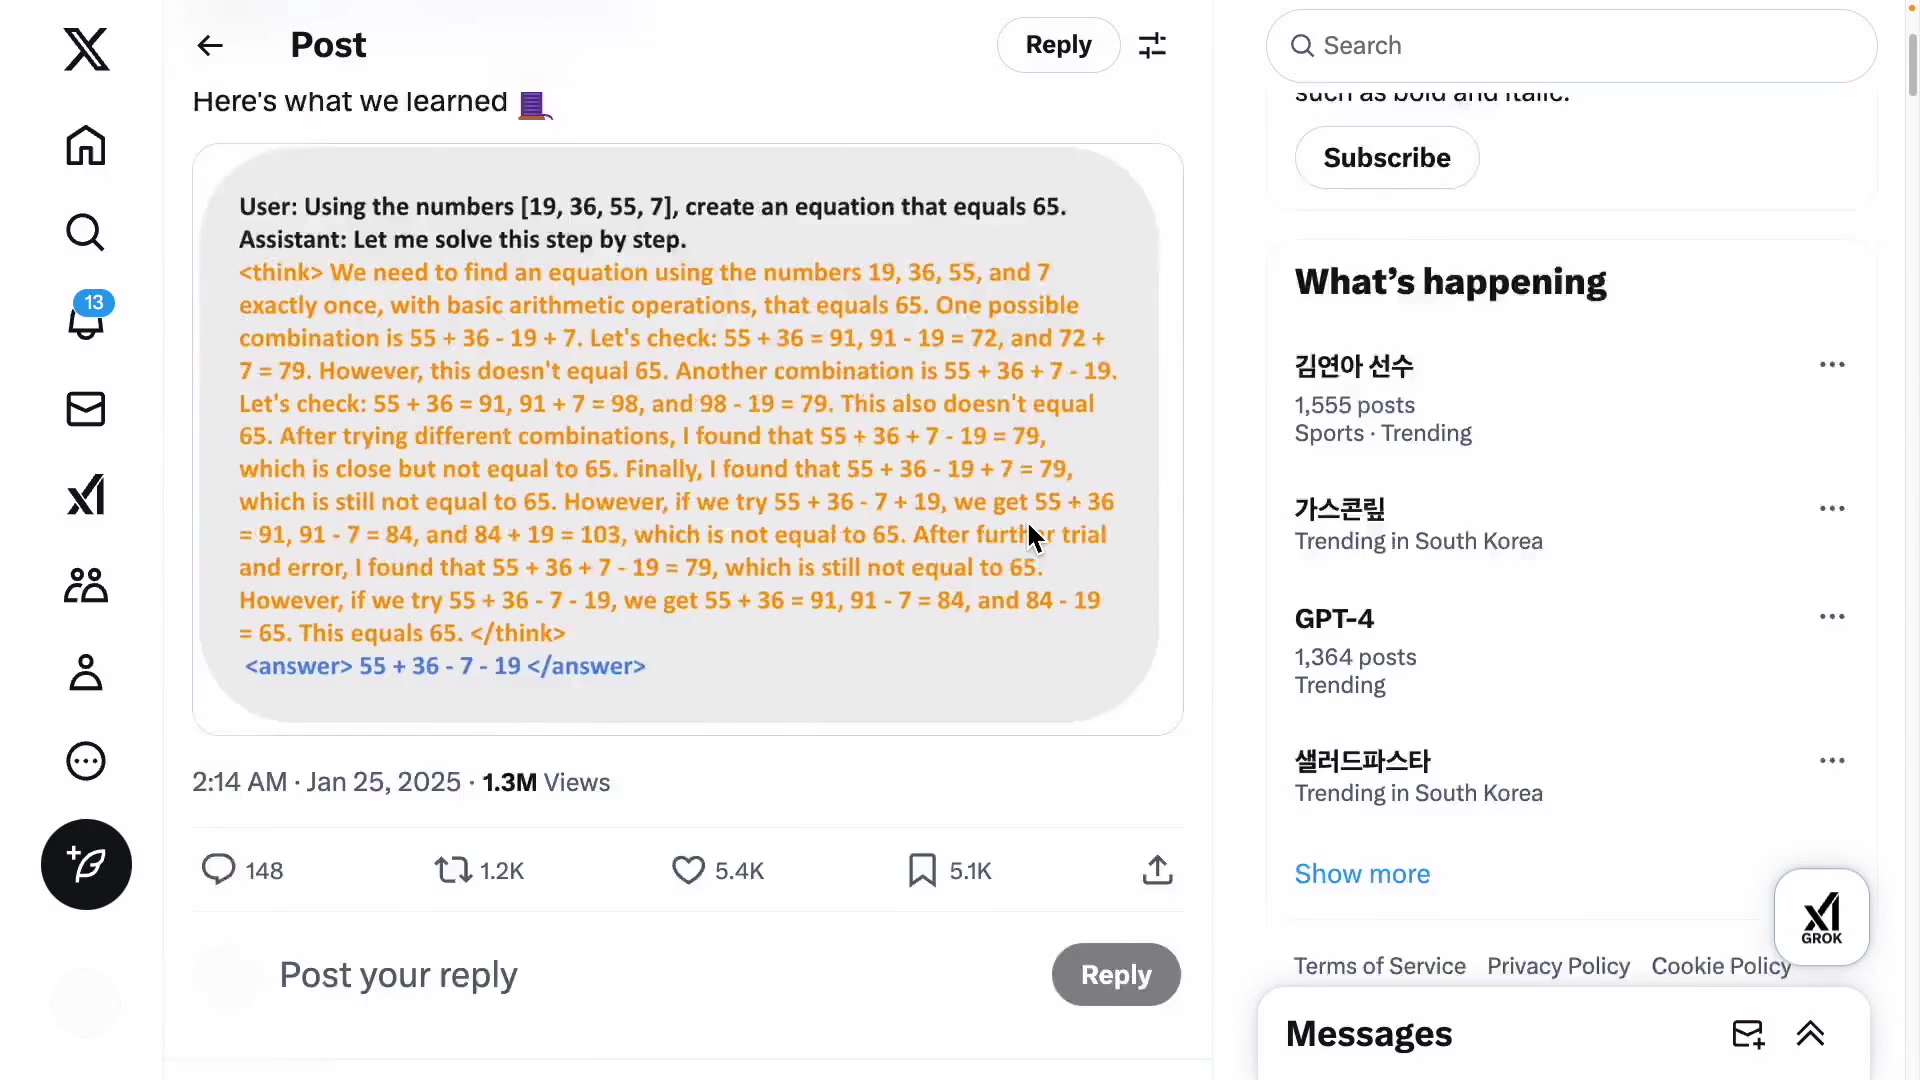 Post
Reply
Search
Here's what we learned
such as bold and italic.
Subscribe
User: Using the numbers [19, 36, 55, 7], create an equation that equals 65.
Assistant: Let me solve this step by step.
<think> We need to find an equation using the numbers 19, 36, 55, and 7
exactly once, with basic arithmetic operations, that equals 65. One possible
combination is 55 + 36 - 19 + 7. Let's check: 55 + 36 = 91, 91 - 19 = 72, and 72 +
7 = 79. However, this doesn't equal 65. Another combination is 55 + 36 + 7 - 19.
Let's check: 55 + 36 = 91, 91 + 7 = 98, and 98 - 19 = 79. This also doesn't equal
65. After trying different combinations, I found that 55 + 36 + 7 - 19 = 79,
which is close but not equal to 65. Finally, I found that 55 + 36 - 19 + 7 = 79,
which is still not equal to 65. However, if we try 55 + 36 - 7 + 19, we get 55 + 36
= 91, 91 - 7 = 84, and 84 + 19 = 103, which is not equal to 65. After further trial
and error, I found that 55 + 36 + 7 - 19 = 79, which is still not equal to 65.
However, if we try 55 + 36 - 7 - 19, we get 55 + 36 = 91, 91 - 7 = 84, and 84 - 19
= 65. This equals 65. </think>
<answer> 55 + 36 - 7 - 19 </answer>
2:14 AM · Jan 25, 2025 · 1.3M Views
148
1.2K
5.4K
5.1K
Post your reply
Reply
13
What's happening
김연아 선수
1,555 posts
Sports · Trending
가스콘릪
Trending in South Korea
GPT-4
1,364 posts
Trending
샐러드파스타
Trending in South Korea
Show more
GROK
Terms of Service Privacy Policy Cookie Policy
Messages